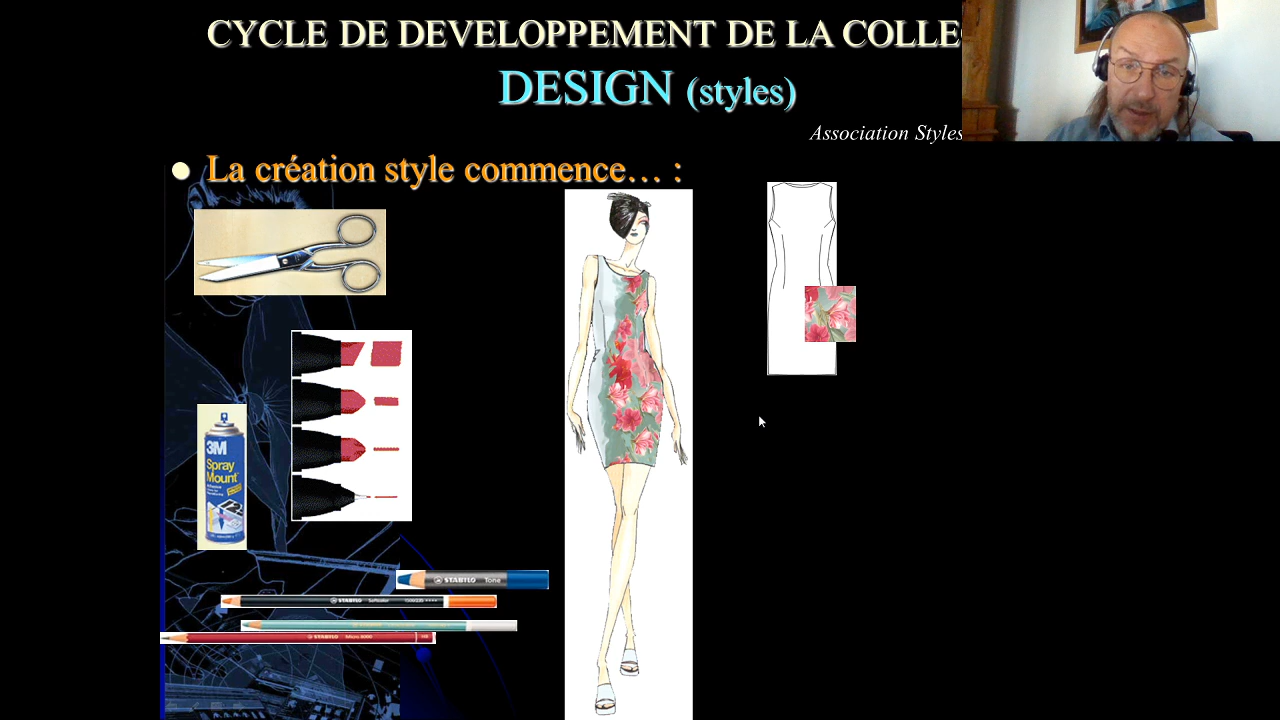 CYCLE DE DEVELOPPEMENT DE LA COLLE
DESIGN (styles)
Association Styles
La création style commence… :
3M
Spray
Mount
STABILO Tone
STABILO
STABILO